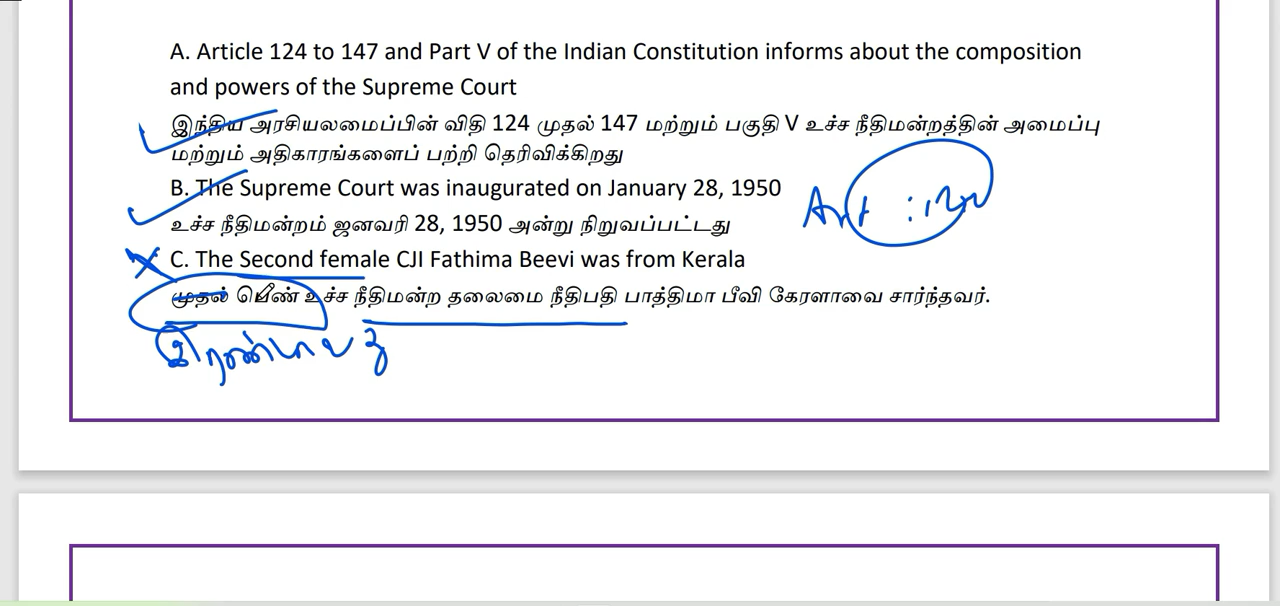 A. Article 124 to 147 and Part V of the Indian Constitution informs about the composition
and powers of the Supreme Court
இந்திய அரசியலமைப்பின் விதி 124 முதல் 147 மற்றும் பகுதி V உச்ச நீதிமன்றத்தின் அமைப்பு
மற்றும் அதிகாரங்களைப் பற்றி தெரிவிக்கிறது
B. The Supreme Court was inaugurated on January 28, 1950
Art :
உச்ச நீதிமன்றம் ஜனவரி 28, 1950 அன்று நிறுவப்பட்டது
C. The Second female CJI Fathima Beevi was from Kerala
முதல் பெண் உச்ச நீதிமன்ற தலைமை நீதிபதி பாத்திமா பீவி கேரளாவை சார்ந்தவர்.
இரண்டாவது